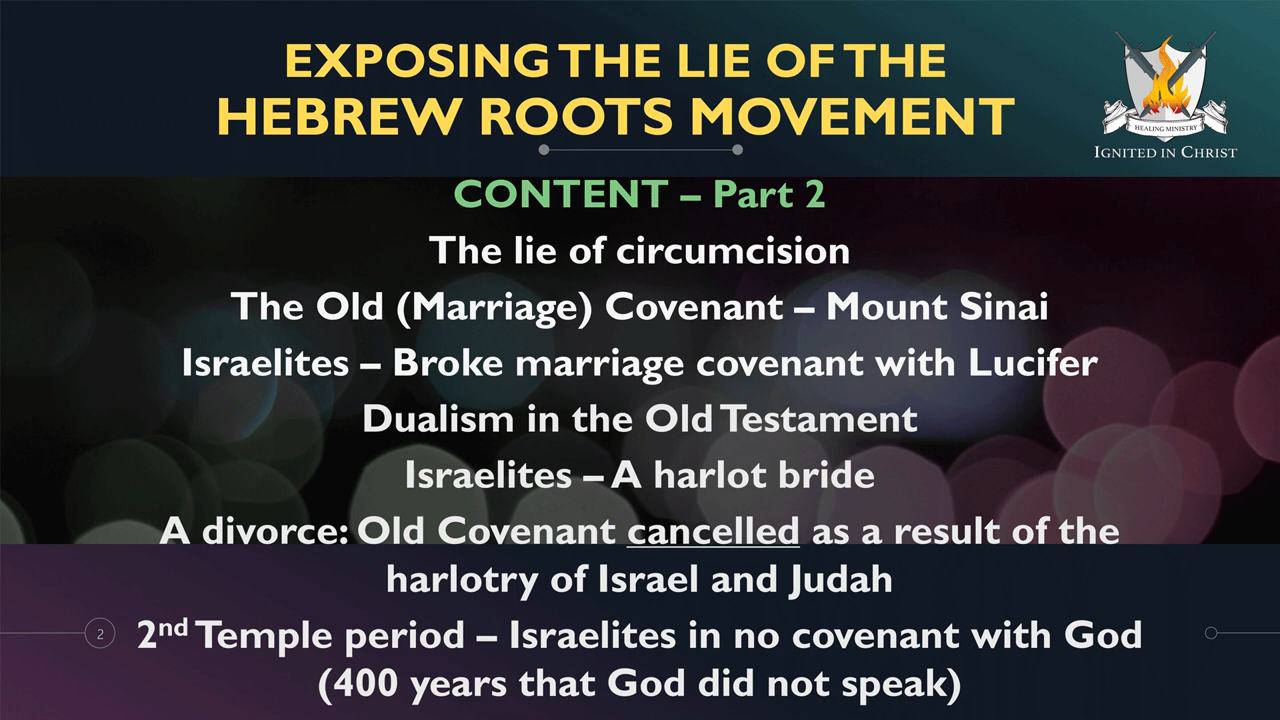 EXPOSING THE LIE OF THE
HEBREW ROOTS MOVEMENT
HEALING MINISTRY
IGNITED IN CHRIST
CONTENT – Part 2
The lie of circumcision
The Old (Marriage) Covenant – Mount Sinai
Israelites – Broke marriage covenant with Lucifer
Dualism in the Old Testament
Israelites – A harlot bride
A divorce: Old Covenant cancelled as a result of the
harlotry of Israel and Judah
2nd Temple period – Israelites in no covenant with God
(400 years that God did not speak)
2